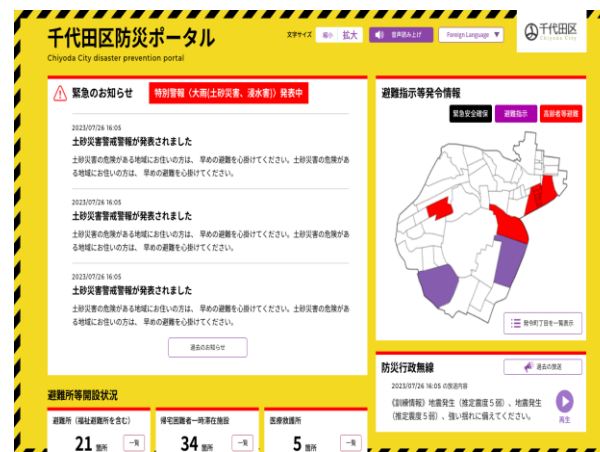 千代田区防災ポータル
Chiyoda City disaster prevention portal
文字サイズ 縮小 拡大
音声読み上げ
Foreign Language ▼
千代田区
Chiyoda City
緊急のお知らせ
特別警報（大雨(土砂災害、浸水害)）発表中
2023/07/26 16:05
土砂災害警戒警報が発表されました
土砂災害の危険がある地域にお住いの方は、 早めの避難を心掛けてください。土砂災害の危険があ
る地域にお住いの方は、 早めの避難を心掛けてください。
2023/07/26 16:05
土砂災害警戒警報が発表されました
土砂災害の危険がある地域にお住いの方は、 早めの避難を心掛けてください。土砂災害の危険があ
る地域にお住いの方は、 早めの避難を心掛けてください。
2023/07/26 16:05
土砂災害警戒警報が発表されました
土砂災害の危険がある地域にお住いの方は、 早めの避難を心掛けてください。土砂災害の危険があ
る地域にお住いの方は、 早めの避難を心掛けてください。
過去のお知らせ
避難指示等発令情報
緊急安全確保
避難指示
高齢者等避難
発令町丁目を一覧表示
防災行政無線
過去の放送
2023/07/26 16:05 の放送内容
《訓練情報》地震発生（推定震度５弱）、地震発生
（推定震度５弱）、強い揺れに備えてください。
再生
避難所等開設状況
避難所（福祉避難所を含む）
21 箇所
一覧
帰宅困難者一時滞在施設
34 箇所
一覧
医療救護所
5 箇所
一覧